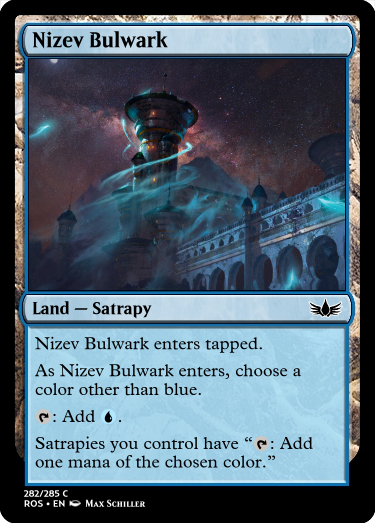 Nizev Bulwark
Land — Satrapy
Nizev Bulwark enters tapped.
As Nizev Bulwark enters, choose a
color other than blue.
: Add .
Satrapies you control have “: Add
one mana of the chosen color.”
282/285 C
ROS • EN Max Schiller